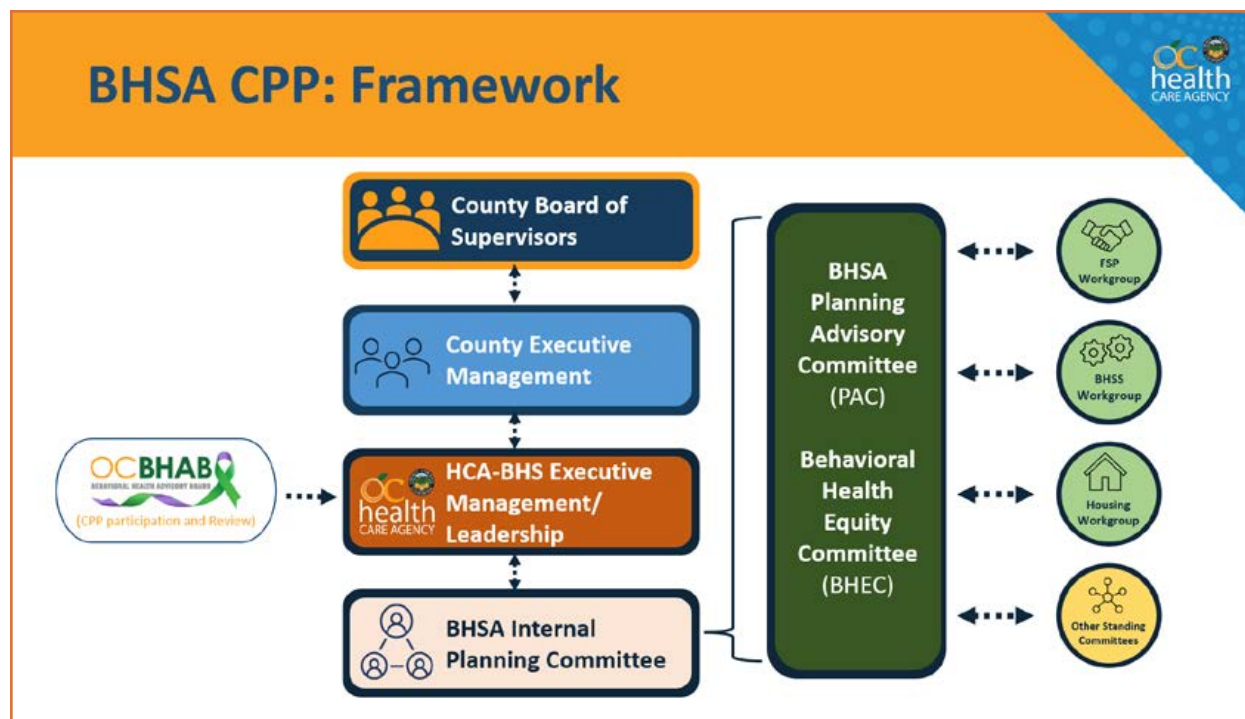 BHSA CPP: Framework
OC
health
CARE AGENCY
County Board of
Supervisors
County Executive
Management
OCBHAB
BEHAVIORAL HEALTH ADVISORY BOARD
(CPP participation and Review)
OC
health
CARE AGENCY
HCA-BHS Executive
Management/
Leadership
BHSA Internal
Planning Committee
BHSA
Planning
Advisory
Committee
(PAC)
Behavioral
Health
Equity
Committee
(BHEC)
FSP
Workgroup
BHSS
Workgroup
Housing
Workgroup
Other Standing
Committees